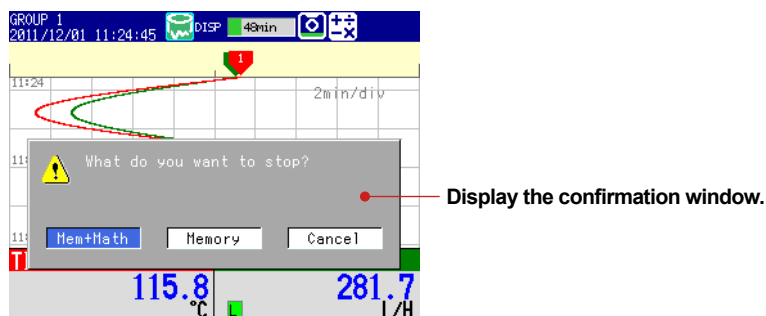 GROUP 1
2011/12/01 11:24:45 DISP 48min
1
11:24
2min/div
11:
What do you want to stop?
Display the confirmation window.
11:
Mem+Math Memory Cancel
T
115.8 281.7
°C L L/H